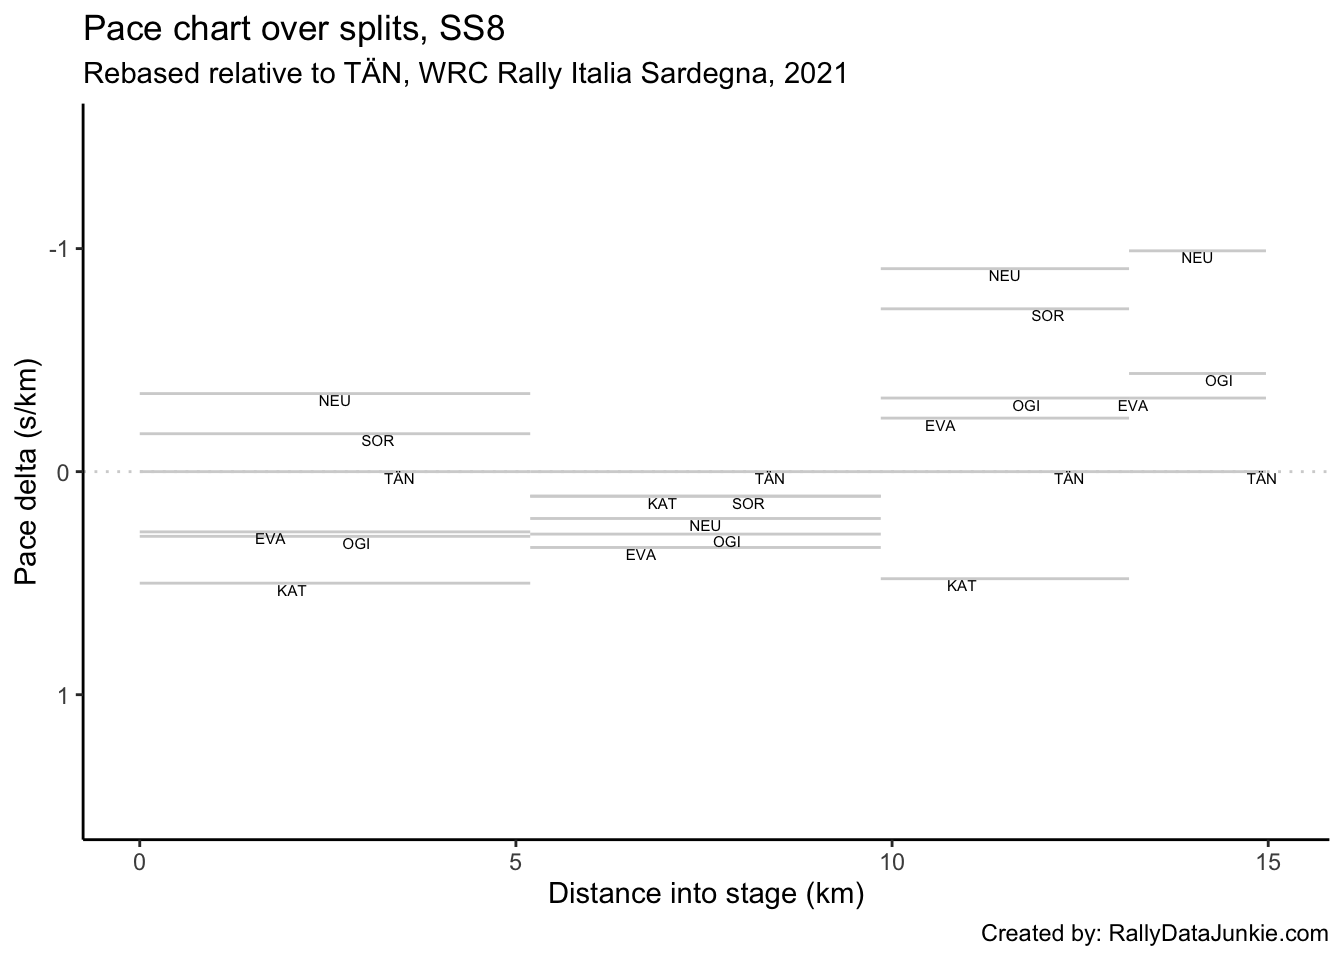 Pace chart over splits, SS8
Rebased relative to TÄN, WRC Rally Italia Sardegna, 2021
Pace delta (s/km)
-1
0
1
NEU
NEU
SOR
OGI
NEU
OGI
EVA
EVA
SOR
TÄN
TÄN
TÄN
TÄN
KAT
SOR
NEU
EVA
OGI
OGI
EVA
KAT
KAT
0
5
10
15
Distance into stage (km)
Created by: RallyDataJunkie.com